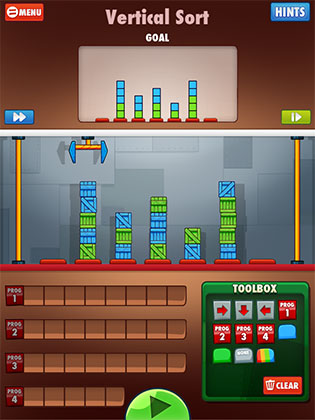 MENU
Vertical Sort
HINTS
GOAL
TOOLBOX
PROG 1
PROG 2
PROG 3
PROG 4
PROG 1
PROG 2
PROG 3
PROG 4
NONE
CLEAR